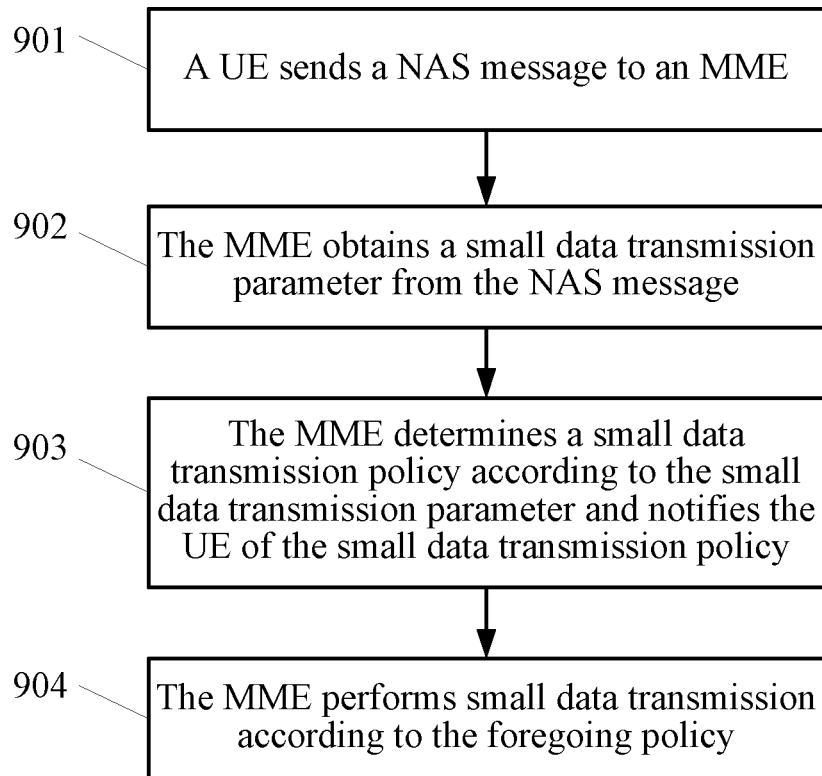 901
A UE sends a NAS message to an MME
902
The MME obtains a small data transmission
parameter from the NAS message
903
The MME determines a small data
transmission policy according to the small
data transmission parameter and notifies the
UE of the small data transmission policy
904
The MME performs small data transmission
according to the foregoing policy